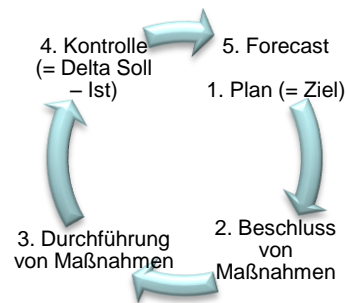 4. Kontrolle
(= Delta Soll
– Ist)
5. Forecast
1. Plan (= Ziel)
2. Beschluss
von
Maßnahmen
3. Durchführung
von Maßnahmen